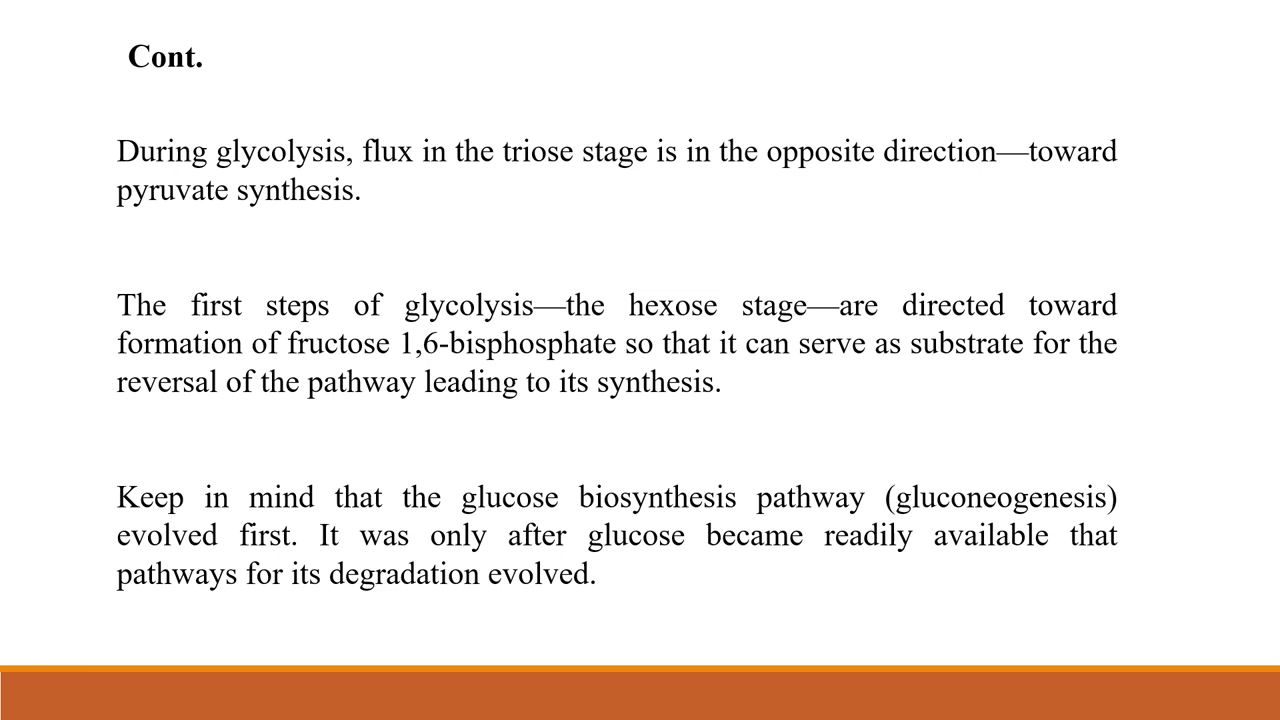 Cont.
During glycolysis, flux in the triose stage is in the opposite direction—toward
pyruvate synthesis.
The first steps of glycolysis—the hexose stage—are directed toward
formation of fructose 1,6-bisphosphate so that it can serve as substrate for the
reversal of the pathway leading to its synthesis.
Keep in mind that the glucose biosynthesis pathway (gluconeogenesis)
evolved first. It was only after glucose became readily available that
pathways for its degradation evolved.